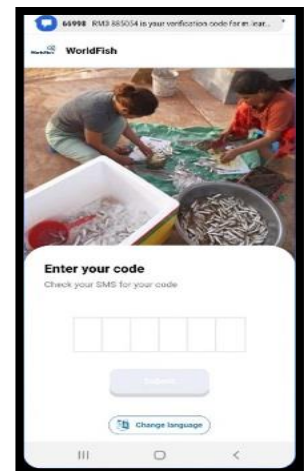 66998 RM3 885054 is your verification code for m lear...
WorldFish WorldFish
Enter your code
Check your SMS for your code
Submit
Change language